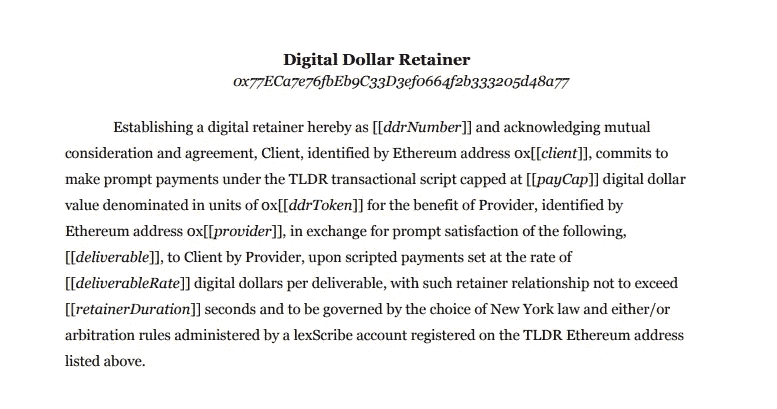 Digital Dollar Retainer
0x77ECa7e76fbEb9C33D3ef0664f2b333205d48a77
Establishing a digital retainer hereby as [[ddrNumber]] and acknowledging mutual
consideration and agreement, Client, identified by Ethereum address 0x[[client]], commits to
make prompt payments under the TLDR transactional script capped at [[payCap]] digital dollar
value denominated in units of 0x[[ddrToken]] for the benefit of Provider, identified by
Ethereum address 0x[[provider]], in exchange for prompt satisfaction of the following,
[[deliverable]], to Client by Provider, upon scripted payments set at the rate of
[[deliverableRate]] digital dollars per deliverable, with such retainer relationship not to exceed
[[retainerDuration]] seconds and to be governed by the choice of New York law and either/or
arbitration rules administered by a lexScribe account registered on the TLDR Ethereum address
listed above.